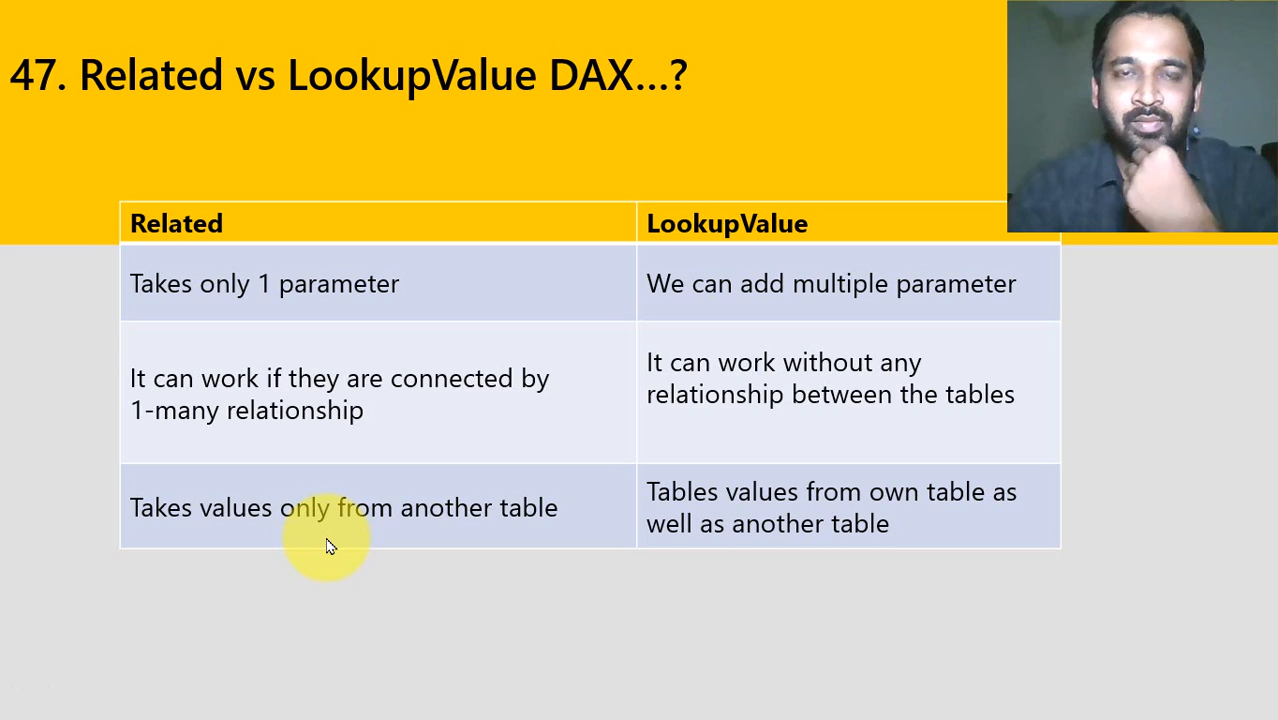 47. Related vs LookupValue DAX...?
Related
LookupValue
Takes only 1 parameter
We can add multiple parameter
It can work if they are connected by
1-many relationship
It can work without any
relationship between the tables
Takes values only from another table
Tables values from own table as
well as another table